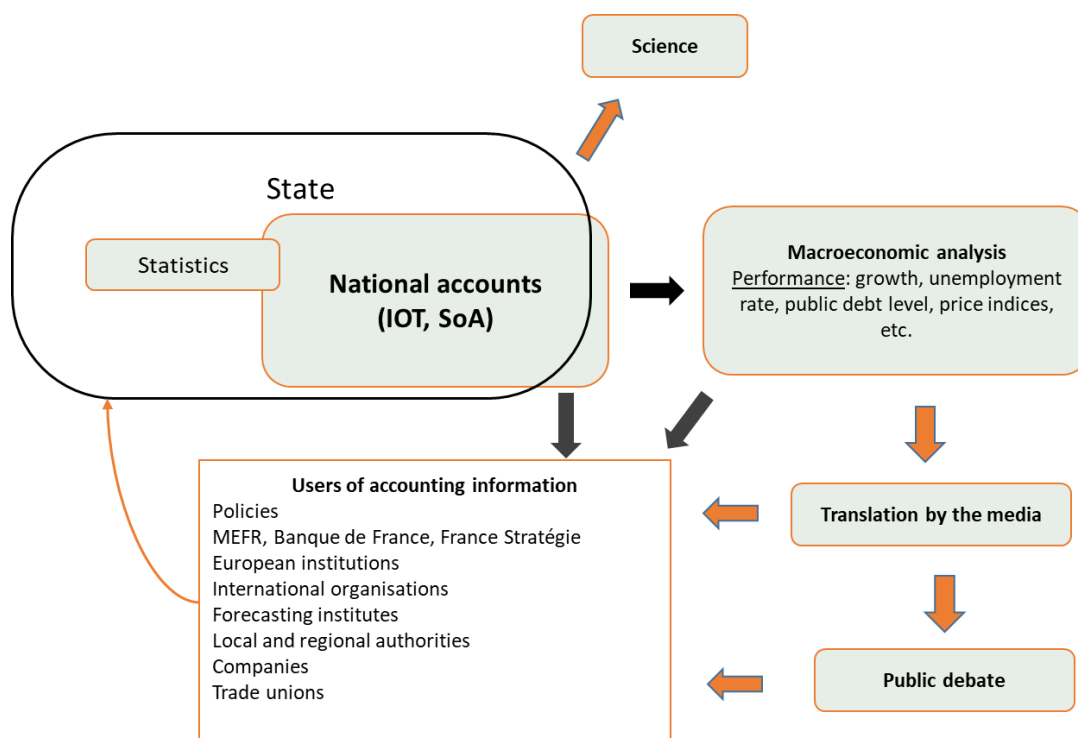 Science
State
Statistics
National accounts
(IOT, SoA)
Macroeconomic analysis
Performance: growth, unemployment
rate, public debt level, price indices,
etc.
Users of accounting information
Policies
MEFR, Banque de France, France Stratégie
European institutions
International organisations
Forecasting institutes
Local and regional authorities
Companies
Trade unions
Translation by the media
Public debate